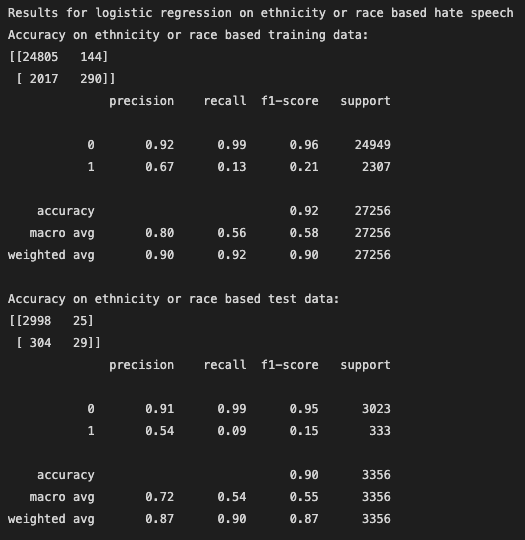 Results for logistic regression on ethnicity or race based hate speech
Accuracy on ethnicity or race based training data:
[[24805   144]
 [ 2017   290]]
              precision    recall  f1-score   support

           0       0.92      0.99      0.96     24949
           1       0.67      0.13      0.21      2307

    accuracy                           0.92     27256
   macro avg       0.80      0.56      0.58     27256
weighted avg       0.90      0.92      0.90     27256

Accuracy on ethnicity or race based test data:
[[2998   25]
 [ 304   29]]
              precision    recall  f1-score   support

           0       0.91      0.99      0.95      3023
           1       0.54      0.09      0.15       333

    accuracy                           0.90      3356
   macro avg       0.72      0.54      0.55      3356
weighted avg       0.87      0.90      0.87      3356